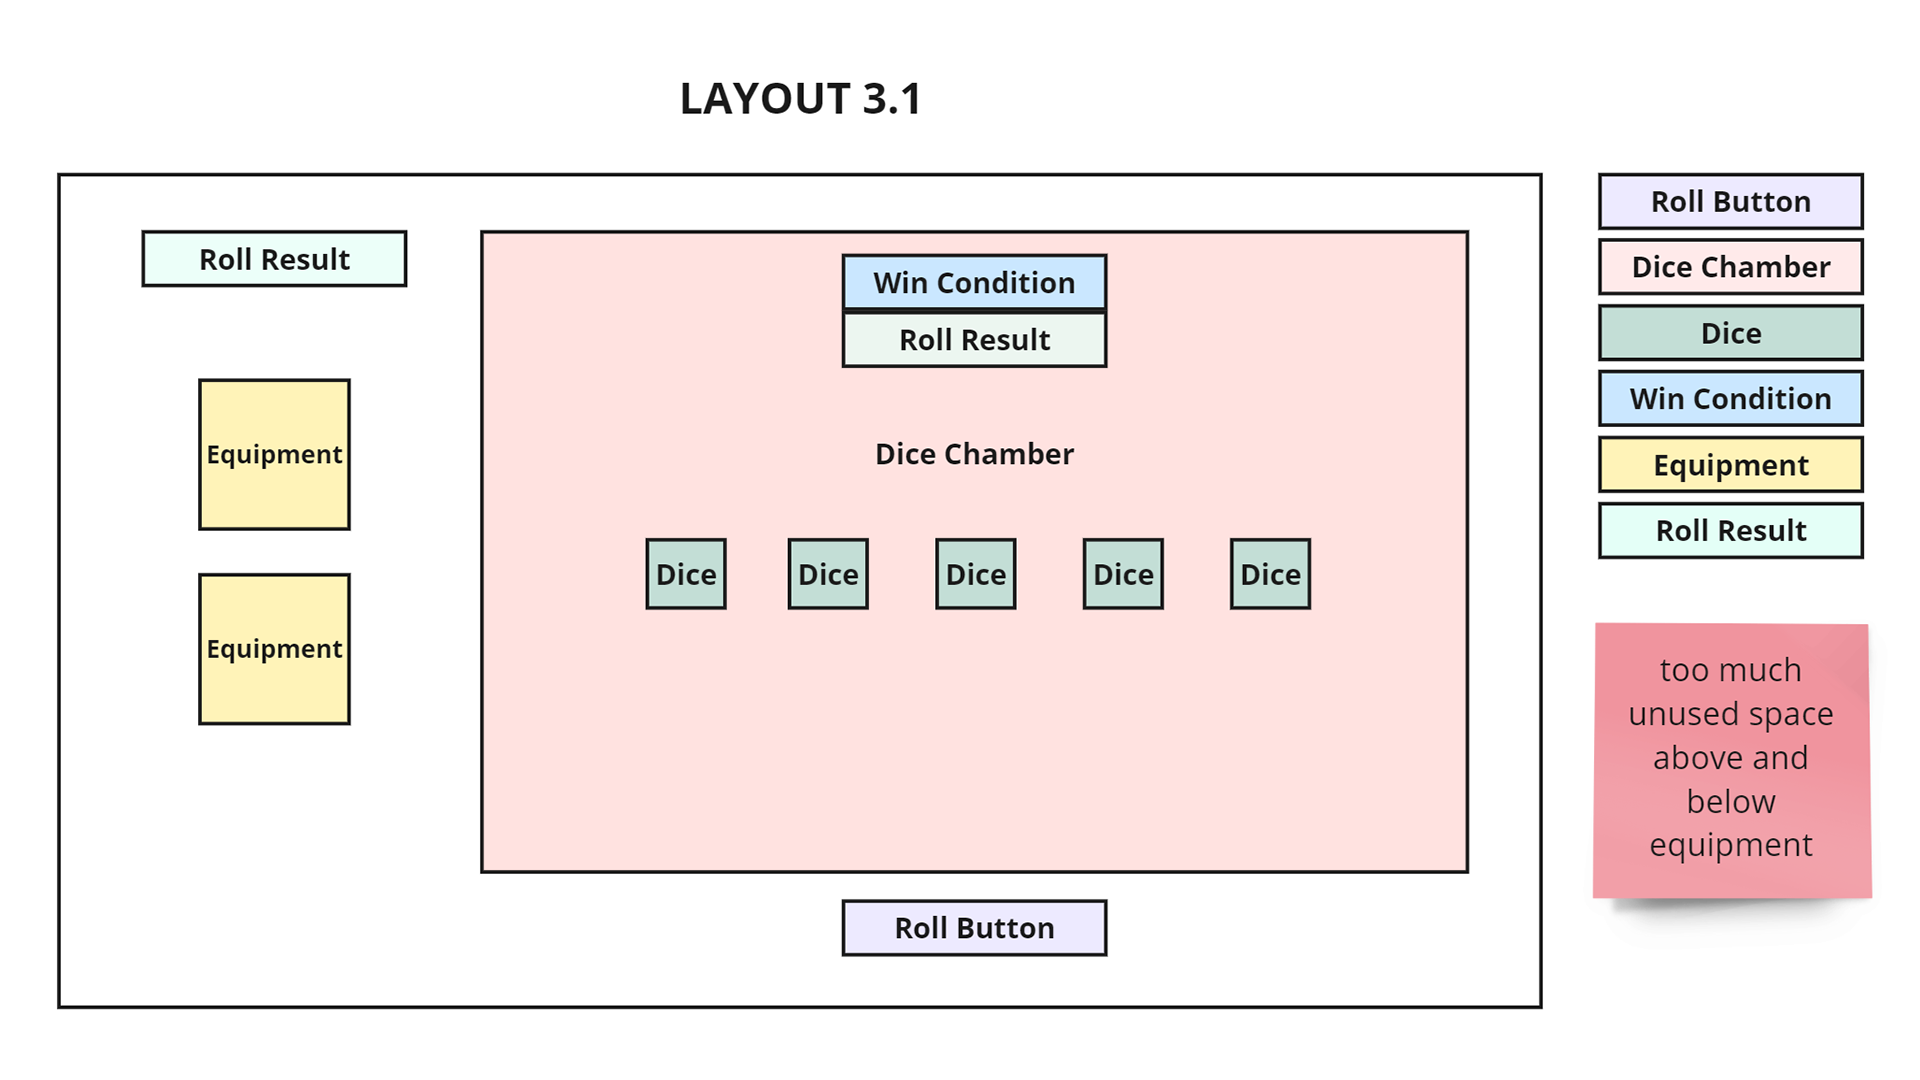 LAYOUT 3.1
Roll Result
Equipment
Equipment
Win Condition
Roll Result
Dice Chamber
Dice
Dice
Dice
Dice
Dice
Roll Button
Roll Button
Dice Chamber
Dice
Win Condition
Equipment
Roll Result
too much
unused space
above and
below
equipment